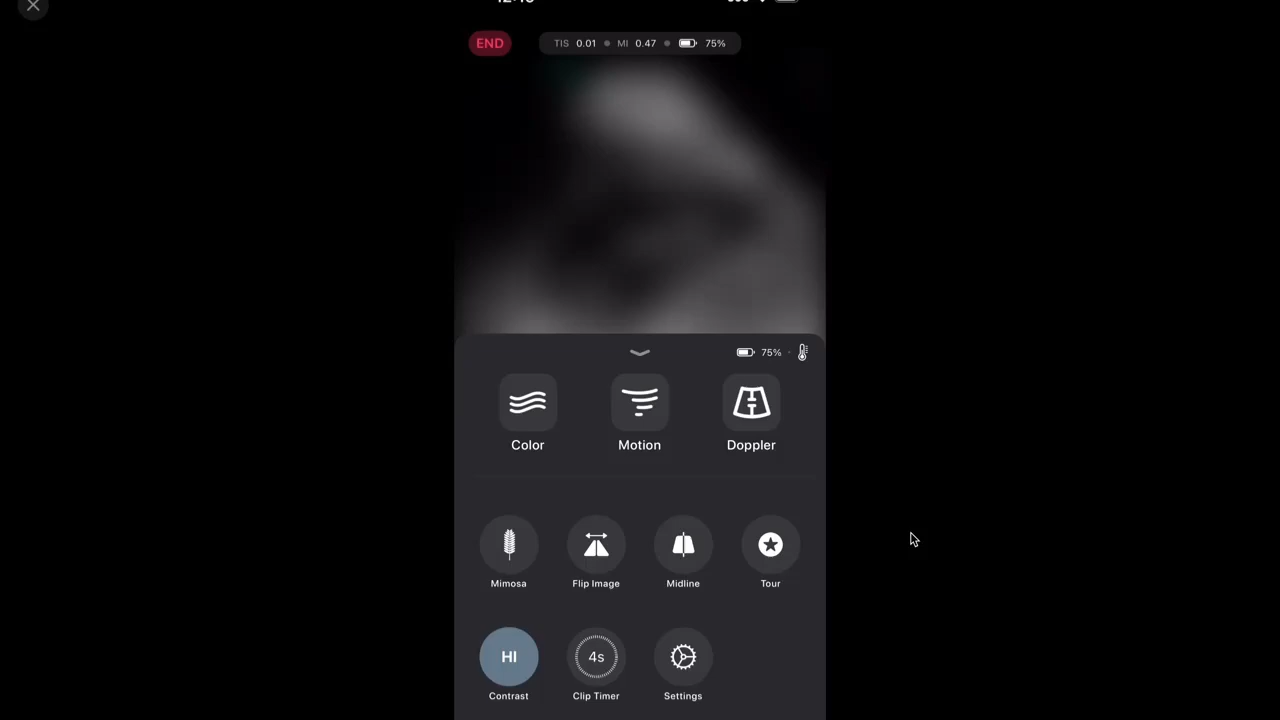 END TIS 0.01 MI 0.47 75%
75%
Color Motion Doppler
Mimosa Flip Image Midline Tour
HI 4s
Contrast Clip Timer Settings